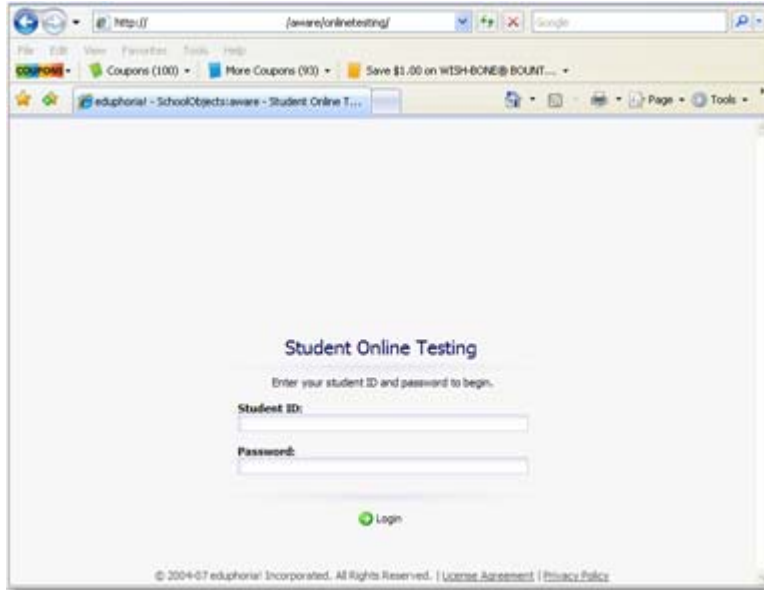 http:// /aware/onlinetesting/ Google
File Edit View Favorites Tools Help
COUPONS Coupons (100) More Coupons (93) Save $1.00 on WISH-BONE® BOUNT...
eduphoria! - SchoolObjects:aware - Student Online T... Page Tools
Student Online Testing
Enter your student ID and password to begin.
Student ID:
Password:
Login
© 2004-07 eduphoria! Incorporated. All Rights Reserved. | License Agreement | Privacy Policy